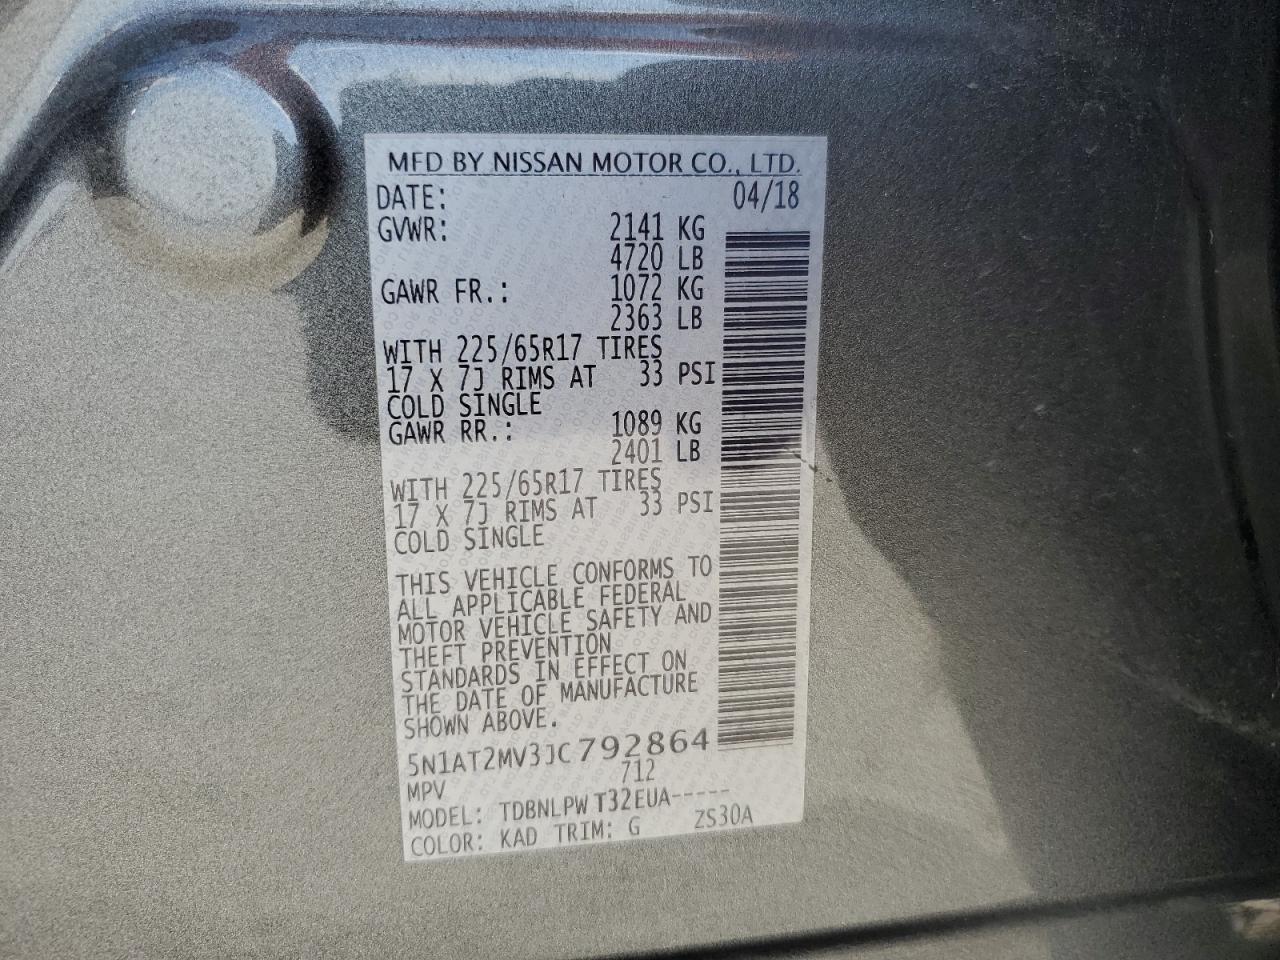 MFD BY NISSAN MOTOR CO., LTD.
DATE: 04/18
GVWR: 2141 KG
4720 LB
GAWR FR.: 1072 KG
2363 LB
WITH 225/65R17 TIRES
17 X 7J RIMS AT 33 PSI
COLD SINGLE
GAWR RR.: 1089 KG
2401 LB
WITH 225/65R17 TIRES
17 X 7J RIMS AT 33 PSI
COLD SINGLE
THIS VEHICLE CONFORMS TO
ALL APPLICABLE FEDERAL
MOTOR VEHICLE SAFETY AND
THEFT PREVENTION
STANDARDS IN EFFECT ON
THE DATE OF MANUFACTURE
SHOWN ABOVE.
5N1AT2MV3JC792864
MPV 712
MODEL: TDBNLPW T32EUA-----
COLOR: KAD TRIM: G ZS30A